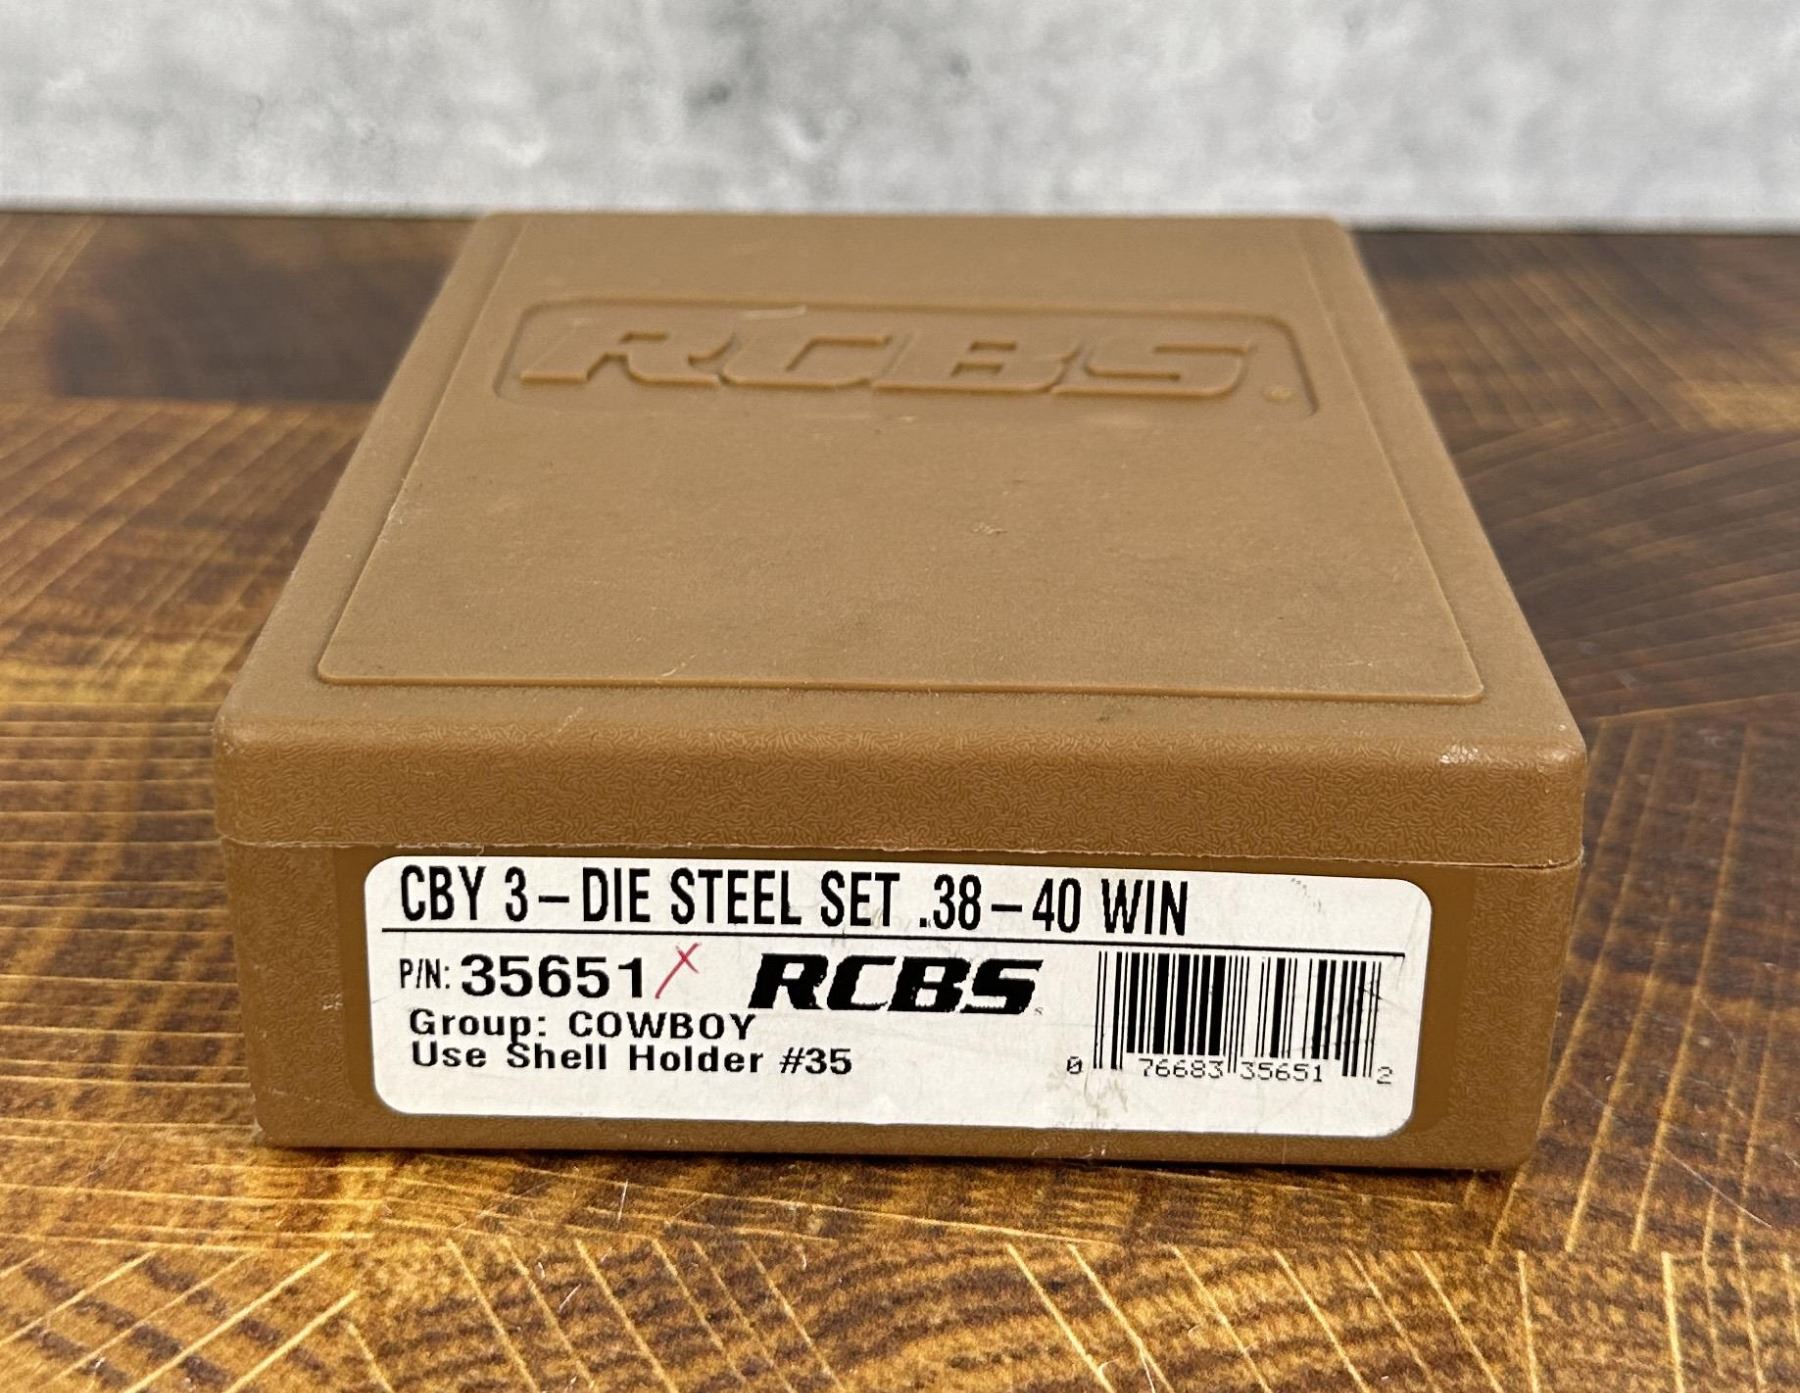 RCBS
CBY 3-DIE STEEL SET .38-40 WIN
P/N: 35651 X RCBS
Group: COWBOY
Use Shell Holder #35
0 76683 35651 2